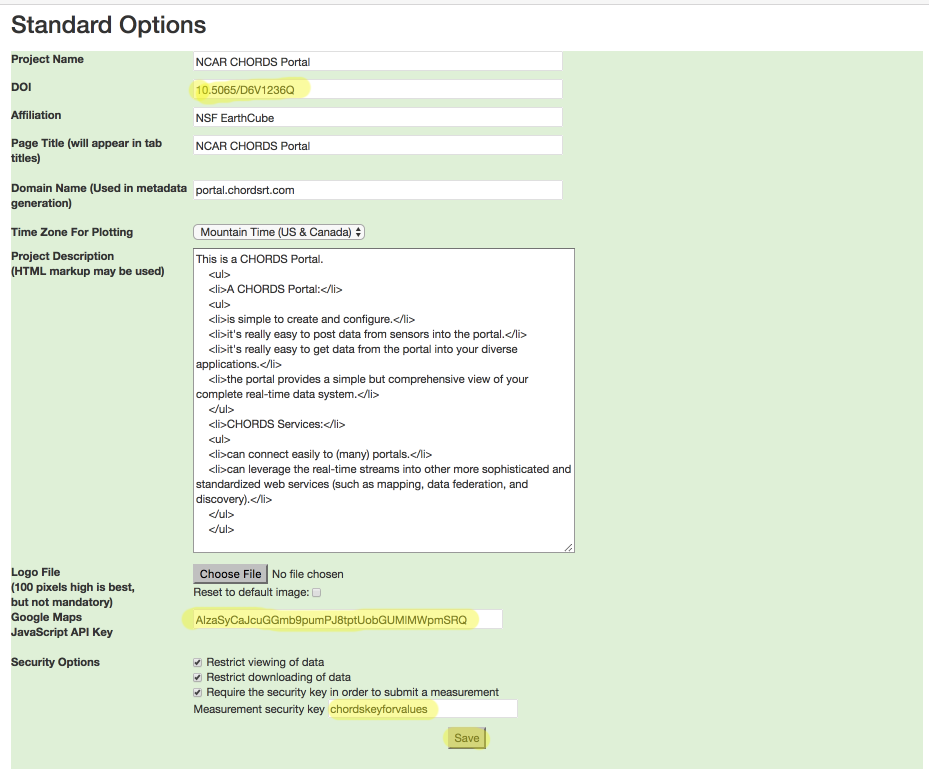 Standard Options
Project Name
NCAR CHORDS Portal
DOI
10.5065/D6V1236Q
Affiliation
NSF EarthCube
Page Title (will appear in tab
titles)
NCAR CHORDS Portal
Domain Name (Used in metadata
generation)
portal.chordsrt.com
Time Zone For Plotting
Mountain Time (US & Canada)
Project Description
(HTML markup may be used)
This is a CHORDS Portal.
<ul>
<li>A CHORDS Portal:</li>
<ul>
<li>is simple to create and configure.</li>
<li>it's really easy to post data from sensors into the portal.</li>
<li>it's really easy to get data from the portal into your diverse
applications.</li>
<li>the portal provides a simple but comprehensive view of your
complete real-time data system.</li>
</ul>
<li>CHORDS Services:</li>
<ul>
<li>can connect easily to (many) portals.</li>
<li>can leverage the real-time streams into other more sophisticated and
standardized web services (such as mapping, data federation, and
discovery).</li>
</ul>
</ul>
Logo File
(100 pixels high is best,
but not mandatory)
Choose File No file chosen
Reset to default image:
Google Maps
JavaScript API Key
AIzaSyCaJcuGGmb9pumPJ8tptUobGUMIMWpmSRQ
Security Options
Restrict viewing of data
Restrict downloading of data
Require the security key in order to submit a measurement
Measurement security key chordskeyforvalues
Save